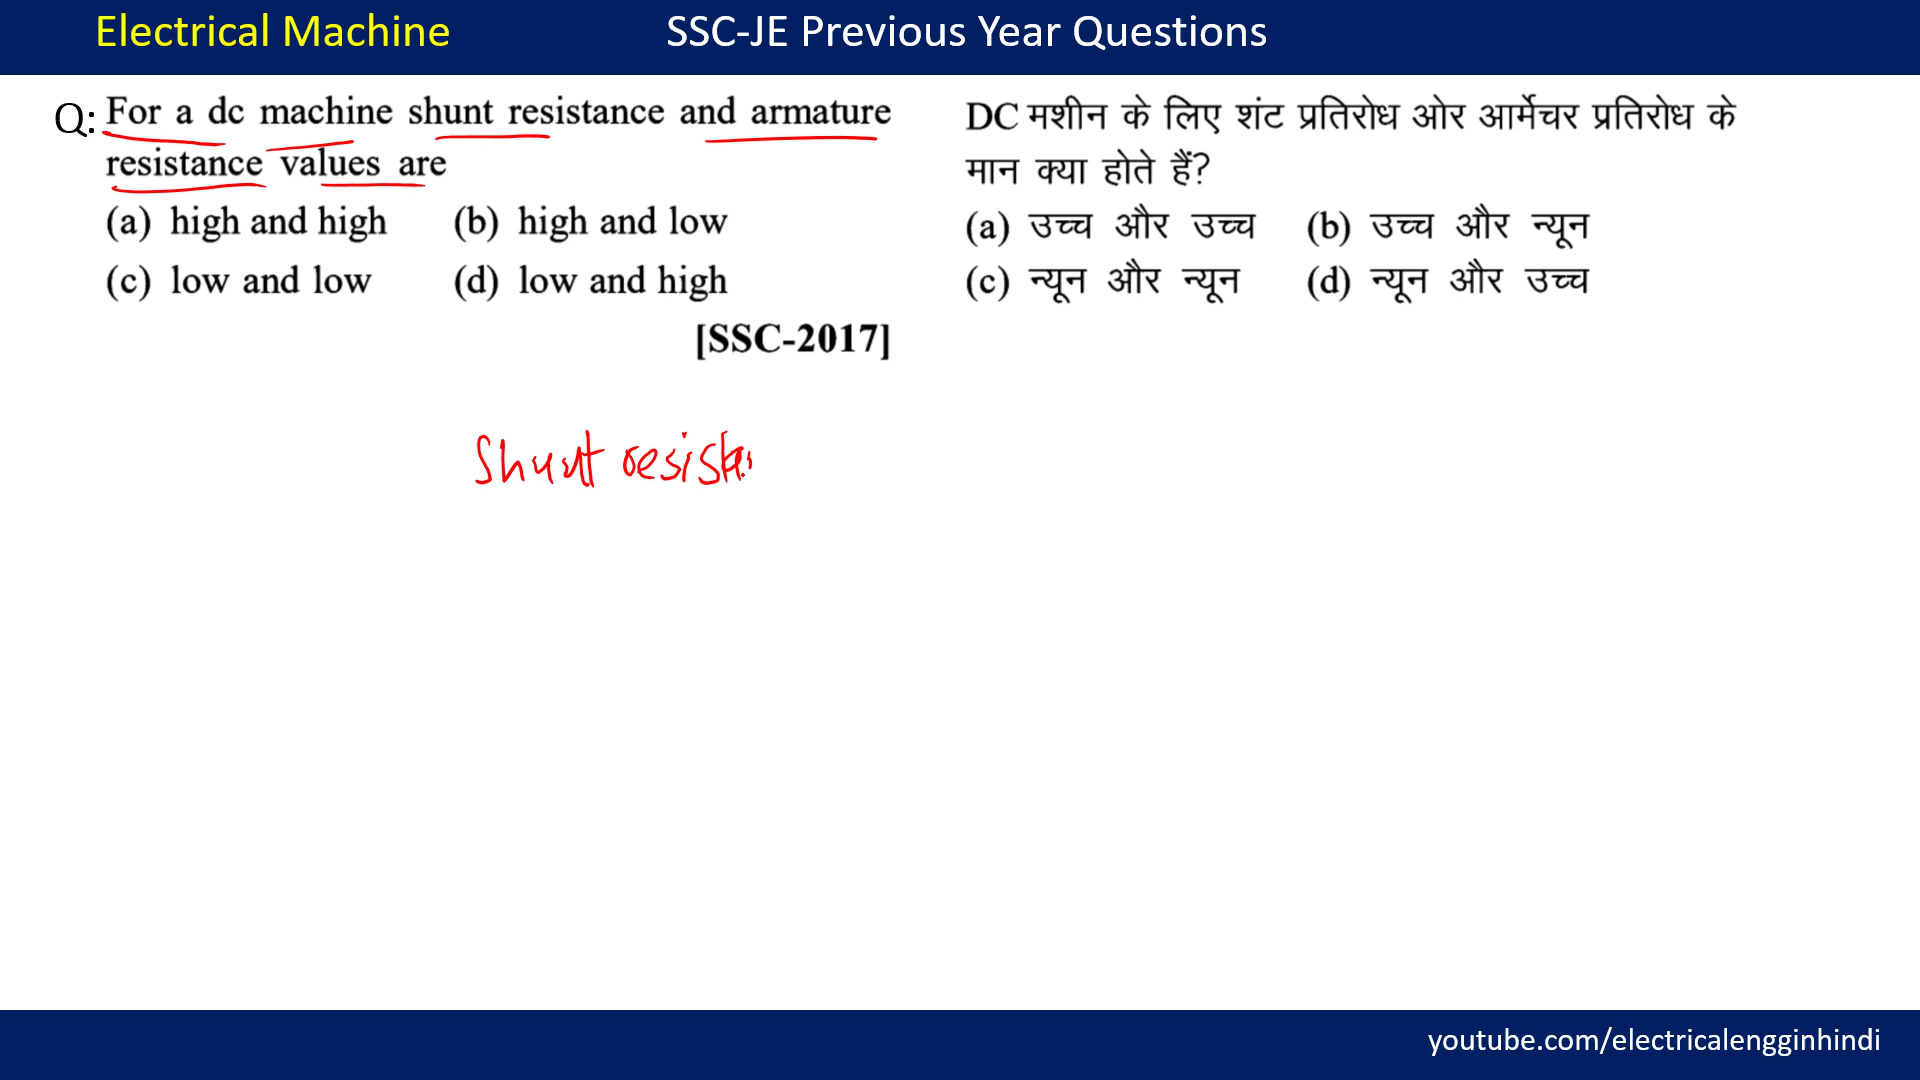 Electrical Machine SSC-JE Previous Year Questions
Q: For a dc machine shunt resistance and armature
resistance values are
(a) high and high (b) high and low
(c) low and low (d) low and high
[SSC-2017]
DC मशीन के लिए शंट प्रतिरोध ओर आर्मेचर प्रतिरोध के
मान क्या होते हैं?
(a) उच्च और उच्च (b) उच्च और न्यून
(c) न्यून और न्यून (d) न्यून और उच्च
Shunt
youtube.com/electricalengginhindi